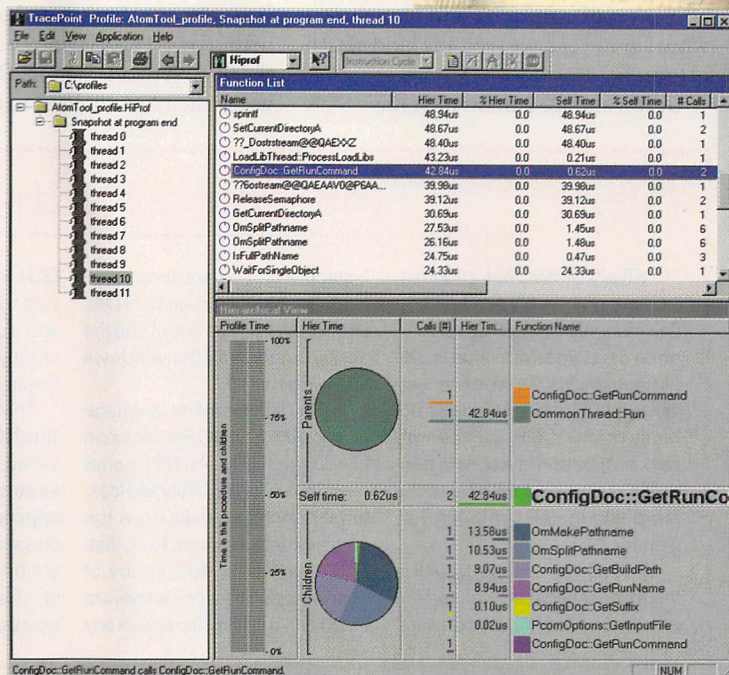 TracePoint Profile: AtomTool_profile, Snapshot at program end, thread 10
File Edit View Application Help
Hiprof Instruction Cycle
Path: C:\profiles
AtomTool_profile.HiProf
Snapshot at program end
thread 0
thread 1
thread 2
thread 3
thread 4
thread 5
thread 6
thread 7
thread 8
thread 9
thread 10
thread 11
Function List
Name Hier Time % Hier Time Self Time % Self Time # Calls
sprintf 48.94us 0.0 48.94us 0.0 1
SetCurrentDirectoryA 48.67us 0.0 48.67us 0.0 2
??_Dostrstream@@QAEXXZ 48.40us 0.0 48.40us 0.0 1
LoadLibThread::ProcessLoadLibs 43.23us 0.0 0.21us 0.0 1
ConfigDoc::GetRunCommand 42.84us 0.0 0.62us 0.0 2
??6ostream@@QAEAAV0@P6AA... 39.98us 0.0 39.98us 0.0 1
ReleaseSemaphore 39.12us 0.0 39.12us 0.0 2
GetCurrentDirectoryA 30.69us 0.0 30.69us 0.0 1
OmSplitPathname 27.53us 0.0 1.45us 0.0 6
OmSplitPathname 26.16us 0.0 1.48us 0.0 6
IsFullPathName 24.75us 0.0 0.47us 0.0 3
WaitForSingleObject 24.33us 0.0 24.33us 0.0 1
Hierarchical View
Profile Time Hier Time Calls (#) Hier Tim... Function Name
100%
75%
50%
25%
0%
Time in this procedure and children
Parents
1 ConfigDoc::GetRunCommand
1 42.84us CommonThread::Run
Self time: 0.62us 2 42.84us ConfigDoc::GetRunCo
Children
1 13.58us OmMakePathname
1 10.53us OmSplitPathname
1 9.07us ConfigDoc::GetBuildPath
1 8.94us ConfigDoc::GetRunName
1 0.10us ConfigDoc::GetSuffix
1 0.02us PcomOptions::GetInputFile
1 ConfigDoc::GetRunCommand
ConfigDoc::GetRunCommand calls ConfigDoc::GetRunCommand.
NUM